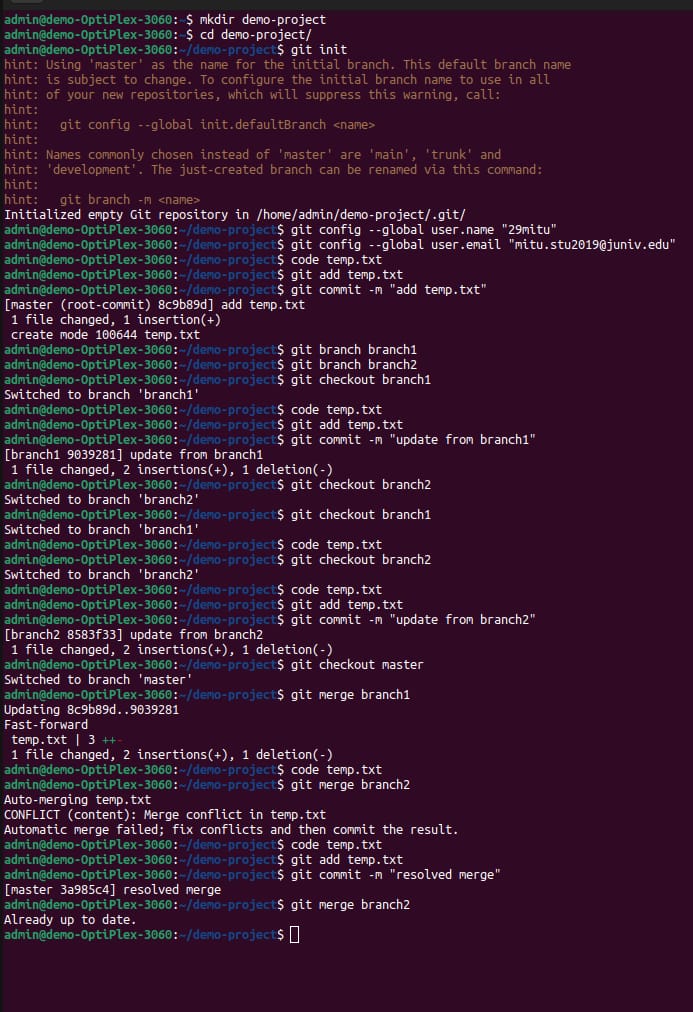 admin@demo-OptiPlex-3060:~$ mkdir demo-project
admin@demo-OptiPlex-3060:~$ cd demo-project/
admin@demo-OptiPlex-3060:~/demo-project$ git init
hint: Using 'master' as the name for the initial branch. This default branch name
hint: is subject to change. To configure the initial branch name to use in all
hint: of your new repositories, which will suppress this warning, call:
hint:
hint:   git config --global init.defaultBranch <name>
hint:
hint: Names commonly chosen instead of 'master' are 'main', 'trunk' and
hint: 'development'. The just-created branch can be renamed via this command:
hint:
hint:   git branch -m <name>
Initialized empty Git repository in /home/admin/demo-project/.git/
admin@demo-OptiPlex-3060:~/demo-project$ git config --global user.name "29mitu"
admin@demo-OptiPlex-3060:~/demo-project$ git config --global user.email "mitu.stu2019@juniv.edu"
admin@demo-OptiPlex-3060:~/demo-project$ code temp.txt
admin@demo-OptiPlex-3060:~/demo-project$ git add temp.txt
admin@demo-OptiPlex-3060:~/demo-project$ git commit -m "add temp.txt"
[master (root-commit) 8c9b89d] add temp.txt
 1 file changed, 1 insertion(+)
 create mode 100644 temp.txt
admin@demo-OptiPlex-3060:~/demo-project$ git branch branch1
admin@demo-OptiPlex-3060:~/demo-project$ git branch branch2
admin@demo-OptiPlex-3060:~/demo-project$ git checkout branch1
Switched to branch 'branch1'
admin@demo-OptiPlex-3060:~/demo-project$ code temp.txt
admin@demo-OptiPlex-3060:~/demo-project$ git add temp.txt
admin@demo-OptiPlex-3060:~/demo-project$ git commit -m "update from branch1"
[branch1 9039281] update from branch1
 1 file changed, 2 insertions(+), 1 deletion(-)
admin@demo-OptiPlex-3060:~/demo-project$ git checkout branch2
Switched to branch 'branch2'
admin@demo-OptiPlex-3060:~/demo-project$ git checkout branch1
Switched to branch 'branch1'
admin@demo-OptiPlex-3060:~/demo-project$ code temp.txt
admin@demo-OptiPlex-3060:~/demo-project$ git checkout branch2
Switched to branch 'branch2'
admin@demo-OptiPlex-3060:~/demo-project$ code temp.txt
admin@demo-OptiPlex-3060:~/demo-project$ git add temp.txt
admin@demo-OptiPlex-3060:~/demo-project$ git commit -m "update from branch2"
[branch2 8583f33] update from branch2
 1 file changed, 2 insertions(+), 1 deletion(-)
admin@demo-OptiPlex-3060:~/demo-project$ git checkout master
Switched to branch 'master'
admin@demo-OptiPlex-3060:~/demo-project$ git merge branch1
Updating 8c9b89d..9039281
Fast-forward
 temp.txt | 3 ++-
 1 file changed, 2 insertions(+), 1 deletion(-)
admin@demo-OptiPlex-3060:~/demo-project$ code temp.txt
admin@demo-OptiPlex-3060:~/demo-project$ git merge branch2
Auto-merging temp.txt
CONFLICT (content): Merge conflict in temp.txt
Automatic merge failed; fix conflicts and then commit the result.
admin@demo-OptiPlex-3060:~/demo-project$ code temp.txt
admin@demo-OptiPlex-3060:~/demo-project$ git add temp.txt
admin@demo-OptiPlex-3060:~/demo-project$ git commit -m "resolved merge"
[master 3a985c4] resolved merge
admin@demo-OptiPlex-3060:~/demo-project$ git merge branch2
Already up to date.
admin@demo-OptiPlex-3060:~/demo-project$